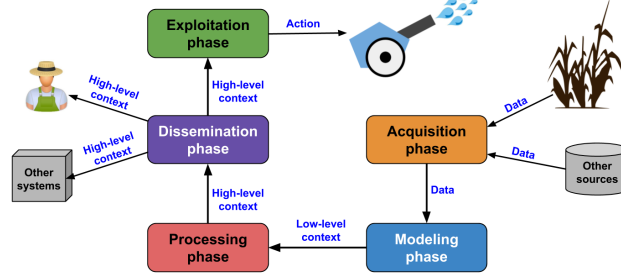 Exploitation
phase
Action
High-level
context
High-level
context
Data
Dissemination
phase
Acquisition
phase
High-level
context
Data
Other
systems
Other
sources
High-level
context
Data
Low-level
context
Processing
phase
Modeling
phase